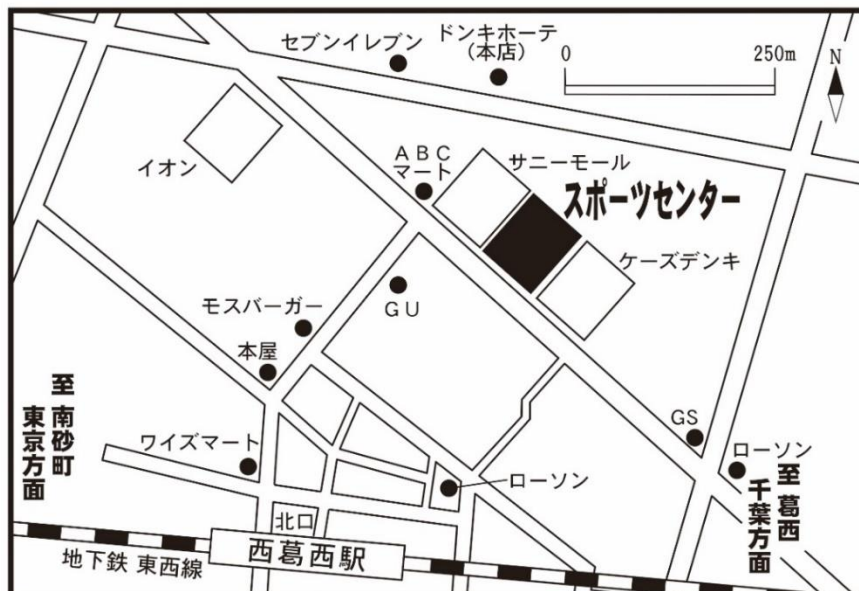 セブンイレブン
ドンキホーテ
(本店)
0 250m
N
イオン
ABC
マート
サニーモール
スポーツセンター
ケーズデンキ
GU
モスバーガー
本屋
至 南砂町
東京方面
ワイズマート
GS
ローソン
至 葛西
千葉方面
ローソン
北口
西葛西駅
地下鉄 東西線